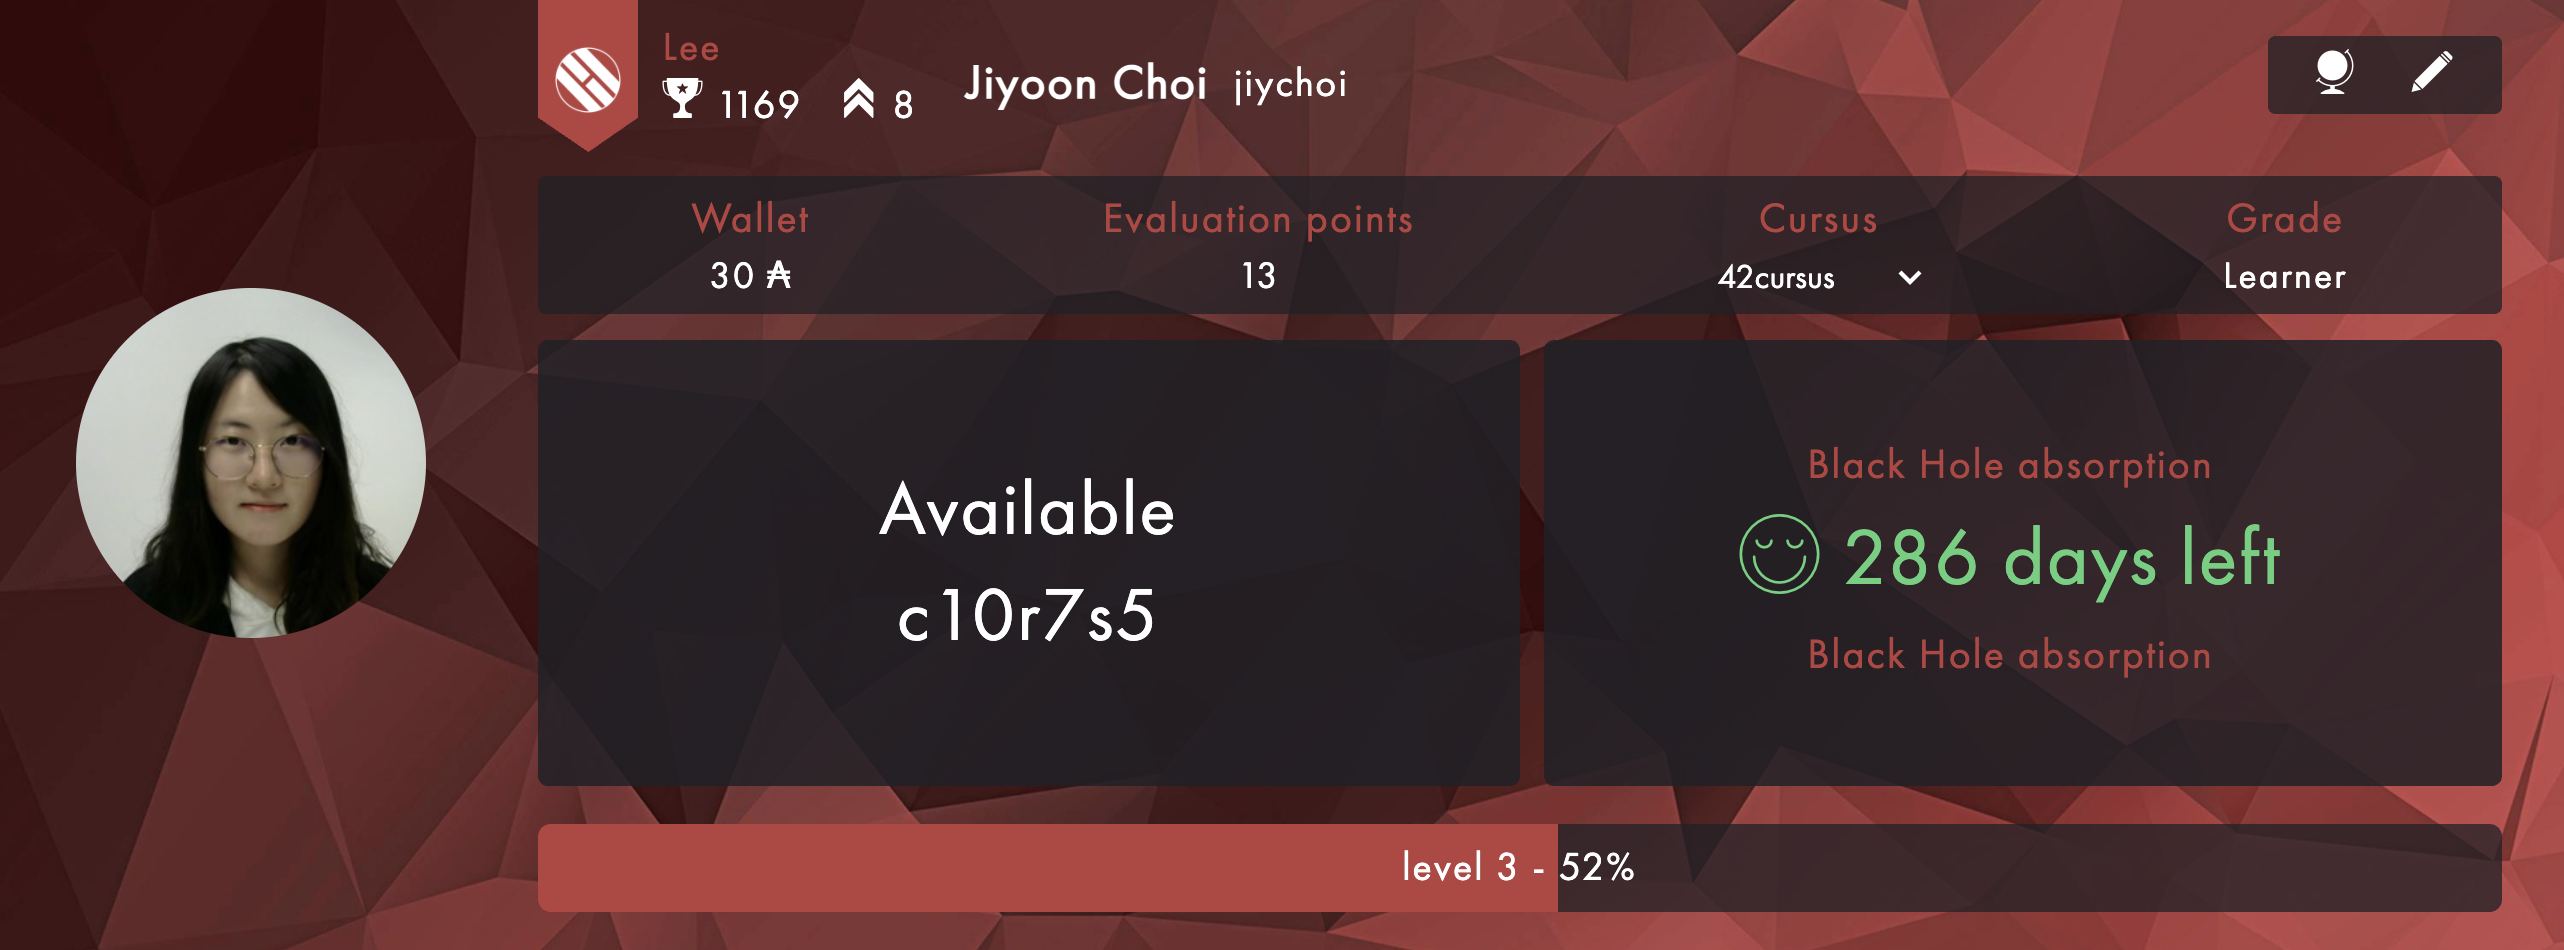 Lee
1169 8
Jiyoon Choi jiychoi
Wallet
30 ₳
Evaluation points
13
Cursus
42cursus
Grade
Learner
Available
c10r7s5
Black Hole absorption
286 days left
Black Hole absorption
level 3 - 52%